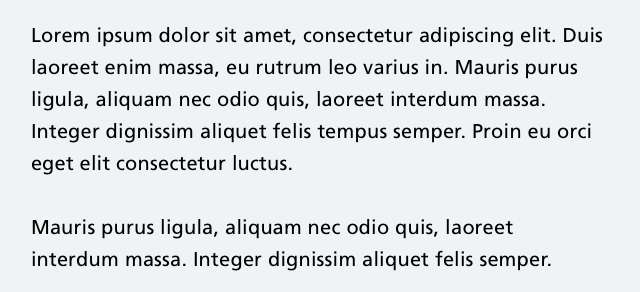 Lorem ipsum dolor sit amet, consectetur adipiscing elit. Duis
laoreet enim massa, eu rutrum leo varius in. Mauris purus
ligula, aliquam nec odio quis, laoreet interdum massa.
Integer dignissim aliquet felis tempus semper. Proin eu orci
eget elit consectetur luctus.

Mauris purus ligula, aliquam nec odio quis, laoreet
interdum massa. Integer dignissim aliquet felis semper.